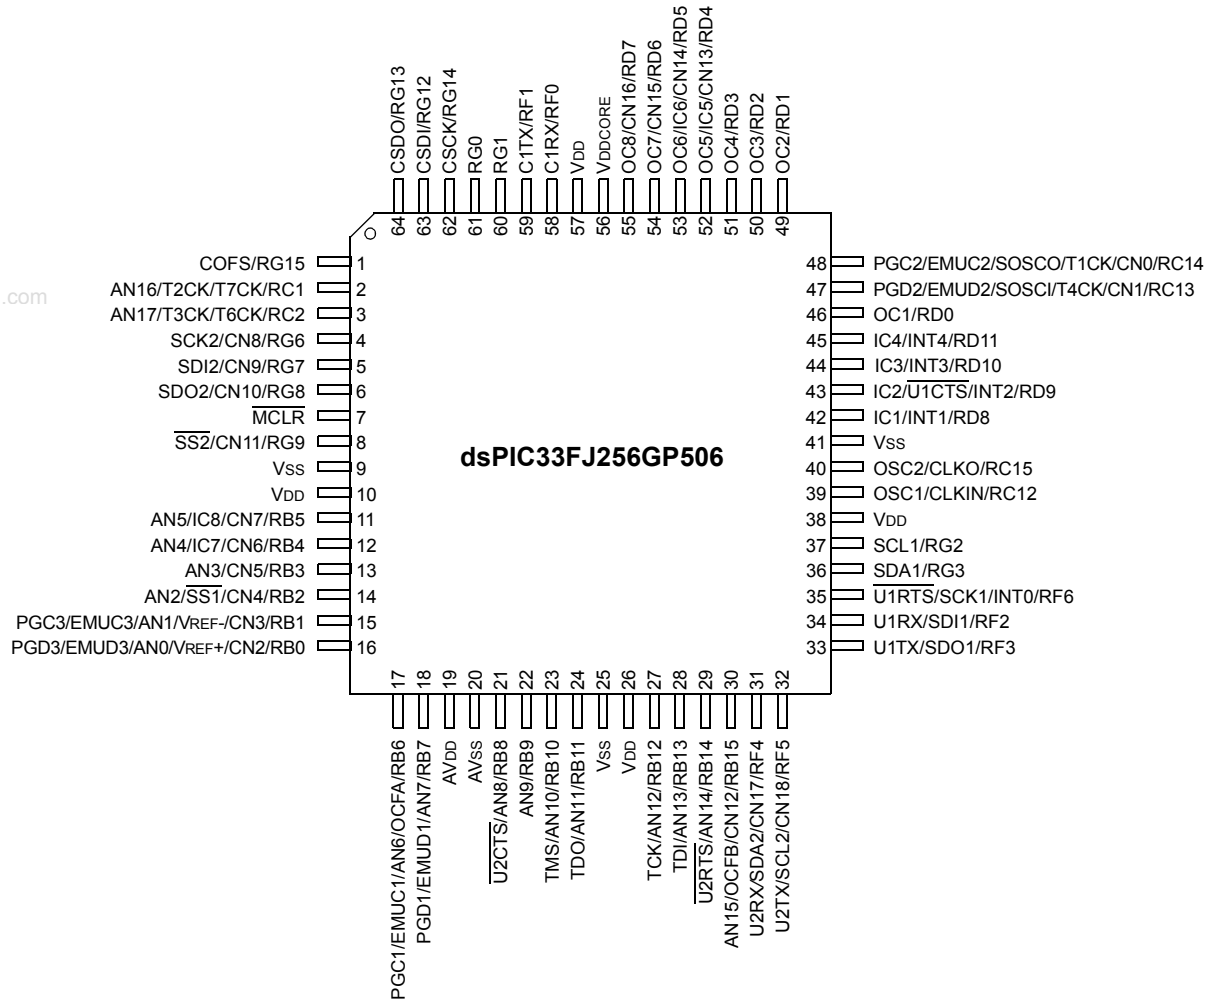 CSDO/RG13
CSDI/RG12
CSCK/RG14
RG0
RG1
C1TX/RF1
C1RX/RF0
VDD
VDDCORE
OC8/CN16/RD7
OC7/CN15/RD6
OC6/IC6/CN14/RD5
OC5/IC5/CN13/RD4
OC4/RD3
OC3/RD2
OC2/RD1
64 63 62 61 60 59 58 57 56 55 54 53 52 51 50 49
COFS/RG15 1
AN16/T2CK/T7CK/RC1 2
AN17/T3CK/T6CK/RC2 3
SCK2/CN8/RG6 4
SDI2/CN9/RG7 5
SDO2/CN10/RG8 6
MCLR 7
SS2/CN11/RG9 8
VSS 9
VDD 10
AN5/IC8/CN7/RB5 11
AN4/IC7/CN6/RB4 12
AN3/CN5/RB3 13
AN2/SS1/CN4/RB2 14
PGC3/EMUC3/AN1/VREF-/CN3/RB1 15
PGD3/EMUD3/AN0/VREF+/CN2/RB0 16
.com
dsPIC33FJ256GP506
48 PGC2/EMUC2/SOSCO/T1CK/CN0/RC14
47 PGD2/EMUD2/SOSCI/T4CK/CN1/RC13
46 OC1/RD0
45 IC4/INT4/RD11
44 IC3/INT3/RD10
43 IC2/U1CTS/INT2/RD9
42 IC1/INT1/RD8
41 VSS
40 OSC2/CLKO/RC15
39 OSC1/CLKIN/RC12
38 VDD
37 SCL1/RG2
36 SDA1/RG3
35 U1RTS/SCK1/INT0/RF6
34 U1RX/SDI1/RF2
33 U1TX/SDO1/RF3
17 18 19 20 21 22 23 24 25 26 27 28 29 30 31 32
PGC1/EMUC1/AN6/OCFA/RB6
PGD1/EMUD1/AN7/RB7
AVDD
AVSS
U2CTS/AN8/RB8
AN9/RB9
TMS/AN10/RB10
TDO/AN11/RB11
VSS
VDD
TCK/AN12/RB12
TDI/AN13/RB13
U2RTS/AN14/RB14
AN15/OCFB/CN12/RB15
U2RX/SDA2/CN17/RF4
U2TX/SCL2/CN18/RF5